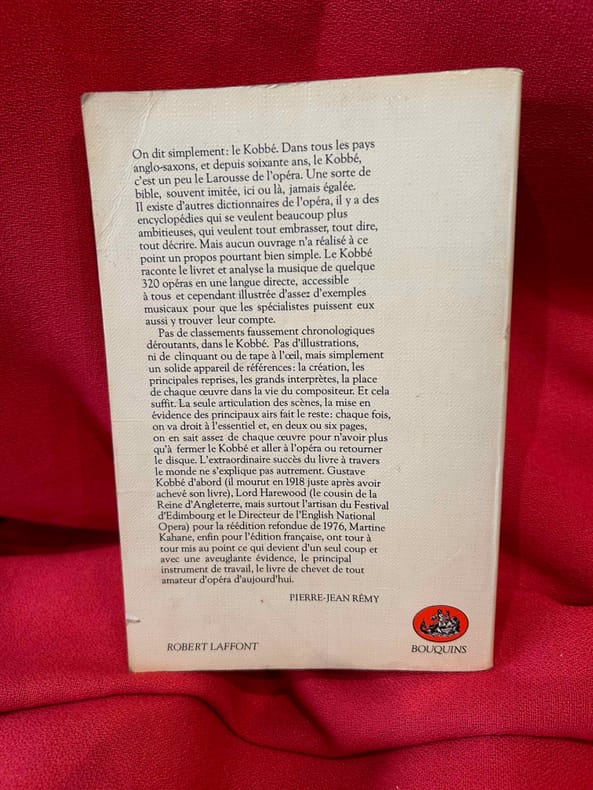 On dit simplement: le Kobbé. Dans tous les pays
anglo-saxons, et depuis soixante ans, le Kobbé,
c'est un peu le Larousse de l'opéra. Une sorte de
bible, souvent imitée, ici ou là, jamais égalée.
Il existe d'autres dictionnaires de l'opéra, il y a des
encyclopédies qui se veulent beaucoup plus
ambitieuses, qui veulent tout embrasser, tout dire,
tout décrire. Mais aucun ouvrage n'a réalisé à ce
point un propos pourtant bien simple. Le Kobbé
raconte le livret et analyse la musique de quelque
320 opéras en une langue directe, accessible
à tous et cependant illustrée d'assez d'exemples
musicaux pour que les spécialistes puissent eux
aussi y trouver leur compte.
Pas de classements faussement chronologiques
déroutants, dans le Kobbé. Pas d'illustrations,
ni de clinquant ou de tape à l'œil, mais simplement
un solide appareil de références: la création, les
principales reprises, les grands interprètes, la place
de chaque œuvre dans la vie du compositeur. Et cela
suffit. La seule articulation des scènes, la mise en
évidence des principaux airs fait le reste: chaque fois,
on va droit à l'essentiel et, en deux ou six pages,
on en sait assez de chaque œuvre pour n'avoir plus
qu'à fermer le Kobbé et aller à l'opéra ou retourner
le disque. L'extraordinaire succès du livre à travers
le monde ne s'explique pas autrement. Gustave
Kobbé d'abord (il mourut en 1918 juste après avoir
achevé son livre), Lord Harewood (le cousin de la
Reine d'Angleterre, mais surtout l'artisan du Festival
d'Edimbourg et le Directeur de l'English National
Opera) pour la réédition refondue de 1976, Martine
Kahane, enfin pour l'édition française, ont tour à
tour mis au point ce qui devient d'un seul coup et
avec une aveuglante évidence, le principal
instrument de travail, le livre de chevet de tout
amateur d'opéra d'aujourd'hui.
PIERRE-JEAN RÉMY
ROBERT LAFFONT
BOUQUINS